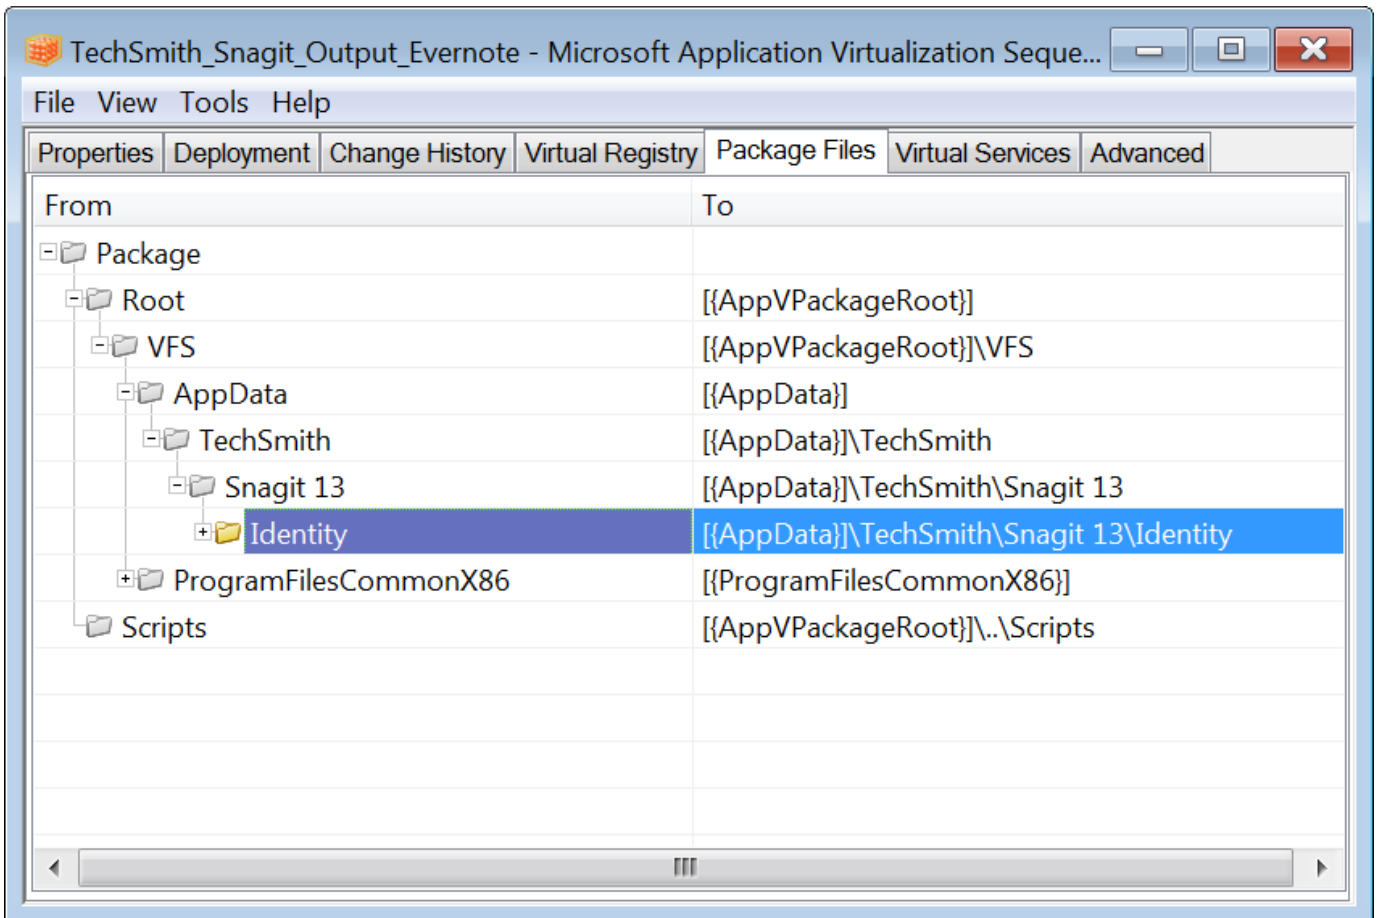 TechSmith_Snagit_Output_Evernote - Microsoft Application Virtualization Seque...
File View Tools Help
Properties Deployment Change History Virtual Registry Package Files Virtual Services Advanced
From To
Package
Root [{AppVPackageRoot}]
VFS [{AppVPackageRoot}]\VFS
AppData [{AppData}]
TechSmith [{AppData}]\TechSmith
Snagit 13 [{AppData}]\TechSmith\Snagit 13
Identity [{AppData}]\TechSmith\Snagit 13\Identity
ProgramFilesCommonX86 [{ProgramFilesCommonX86}]
Scripts [{AppVPackageRoot}]\..\Scripts